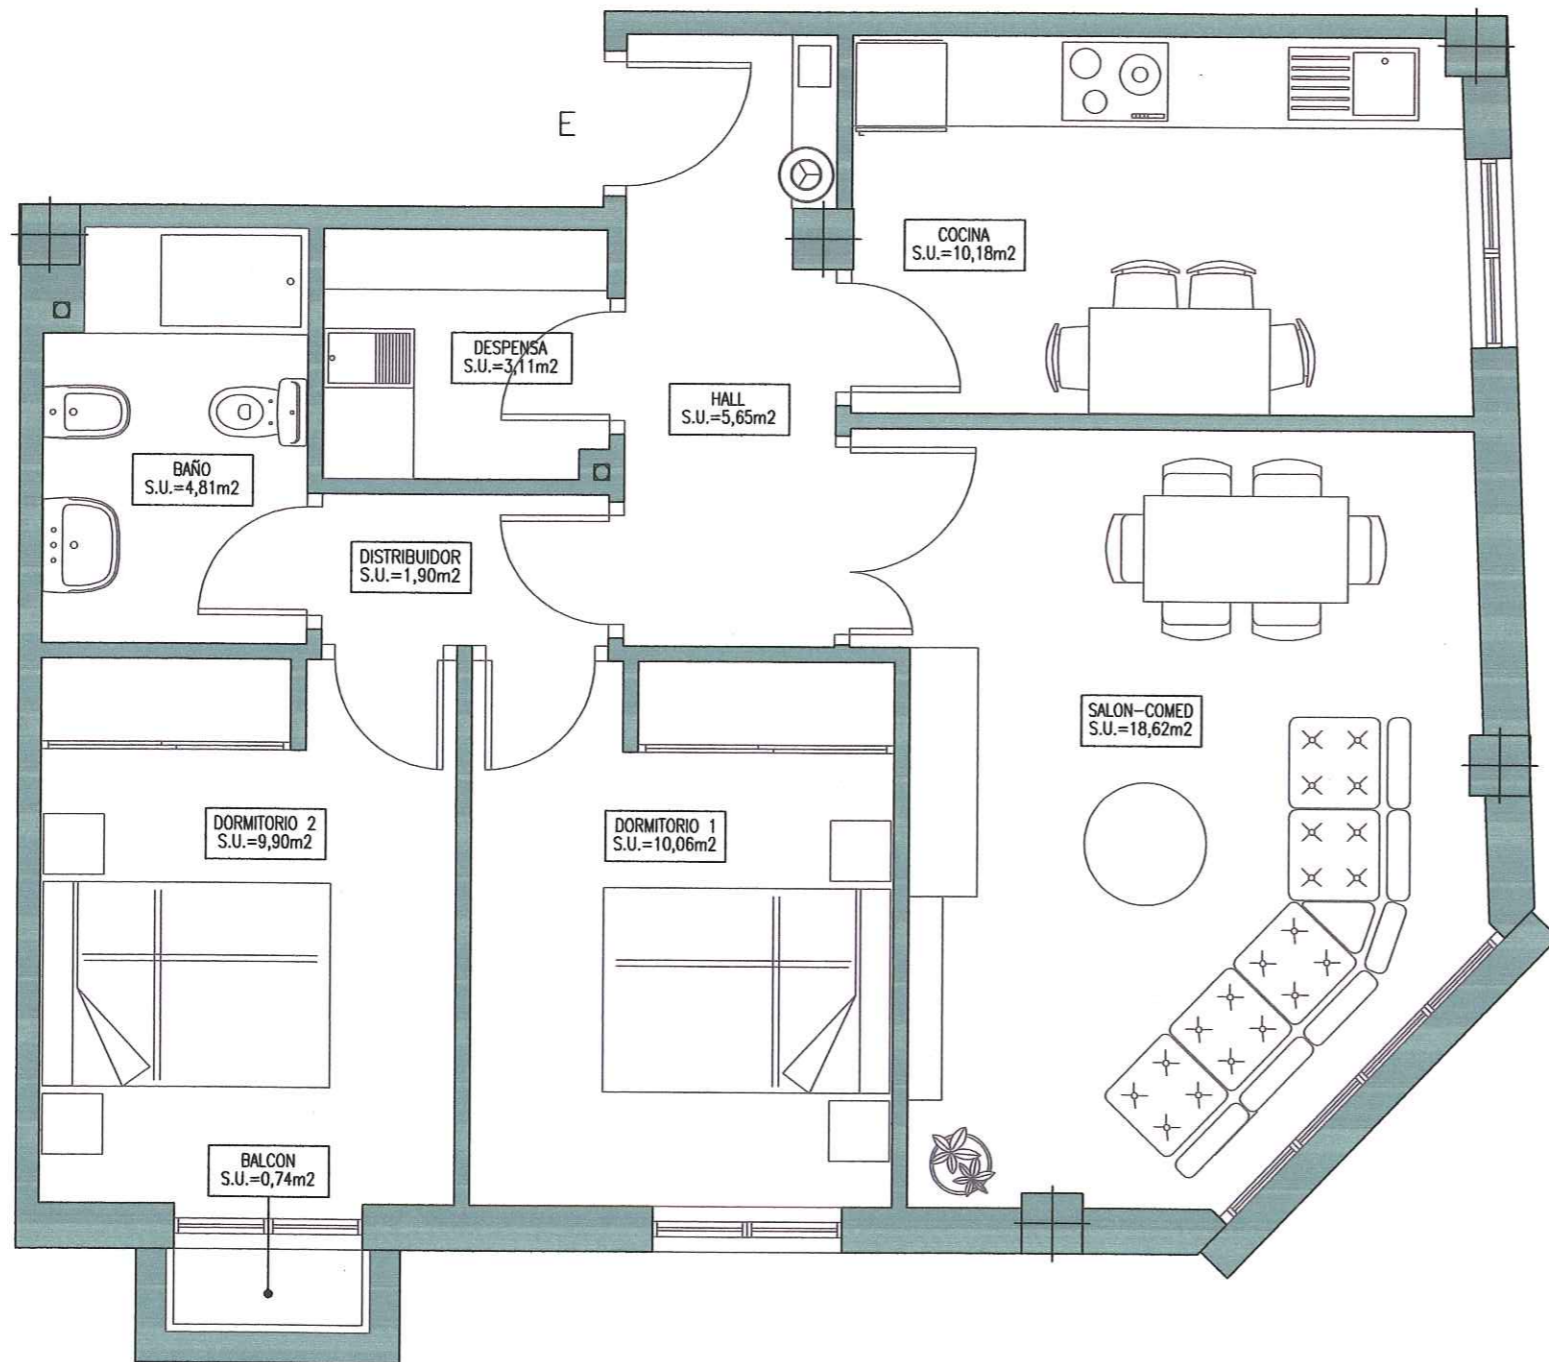 E
COCINA
S.U.=10,18m2
DESPENSA
S.U.=3,11m2
HALL
S.U.=5,65m2
BAÑO
S.U.=4,81m2
DISTRIBUIDOR
S.U.=1,90m2
SALON-COMED
S.U.=18,62m2
DORMITORIO 2
S.U.=9,90m2
DORMITORIO 1
S.U.=10,06m2
BALCON
S.U.=0,74m2